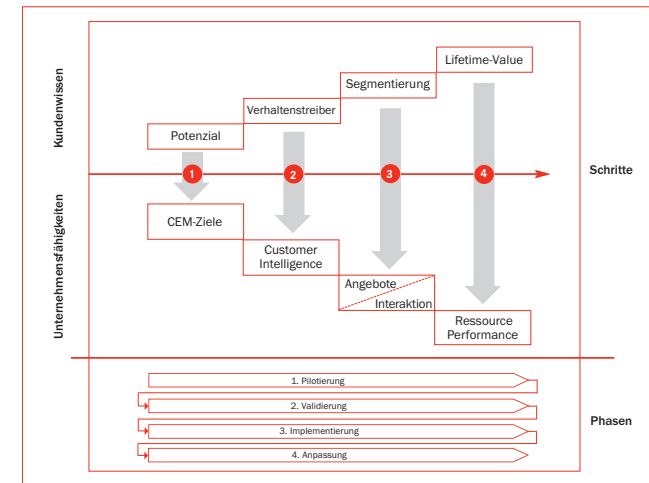 Kundenwissen
Lifetime-Value
Segmentierung
Verhaltenstreiber
Potenzial
1
2
3
4
Schritte
Unternehmensfähigkeiten
CEM-Ziele
Customer
Intelligence
Angebote
Interaktion
Ressource
Performance
1. Pilotierung
2. Validierung
3. Implementierung
4. Anpassung
Phasen